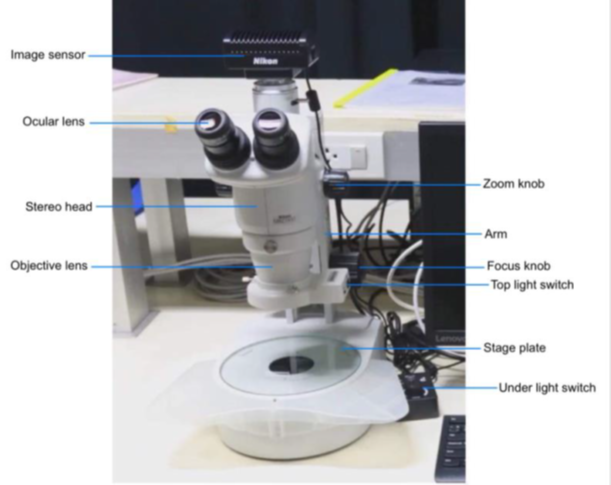 Image sensor
Nikon
Ocular lens
Zoom knob
Stereo head
Arm
Objective lens
Focus knob
Top light switch
Stage plate
Under light switch